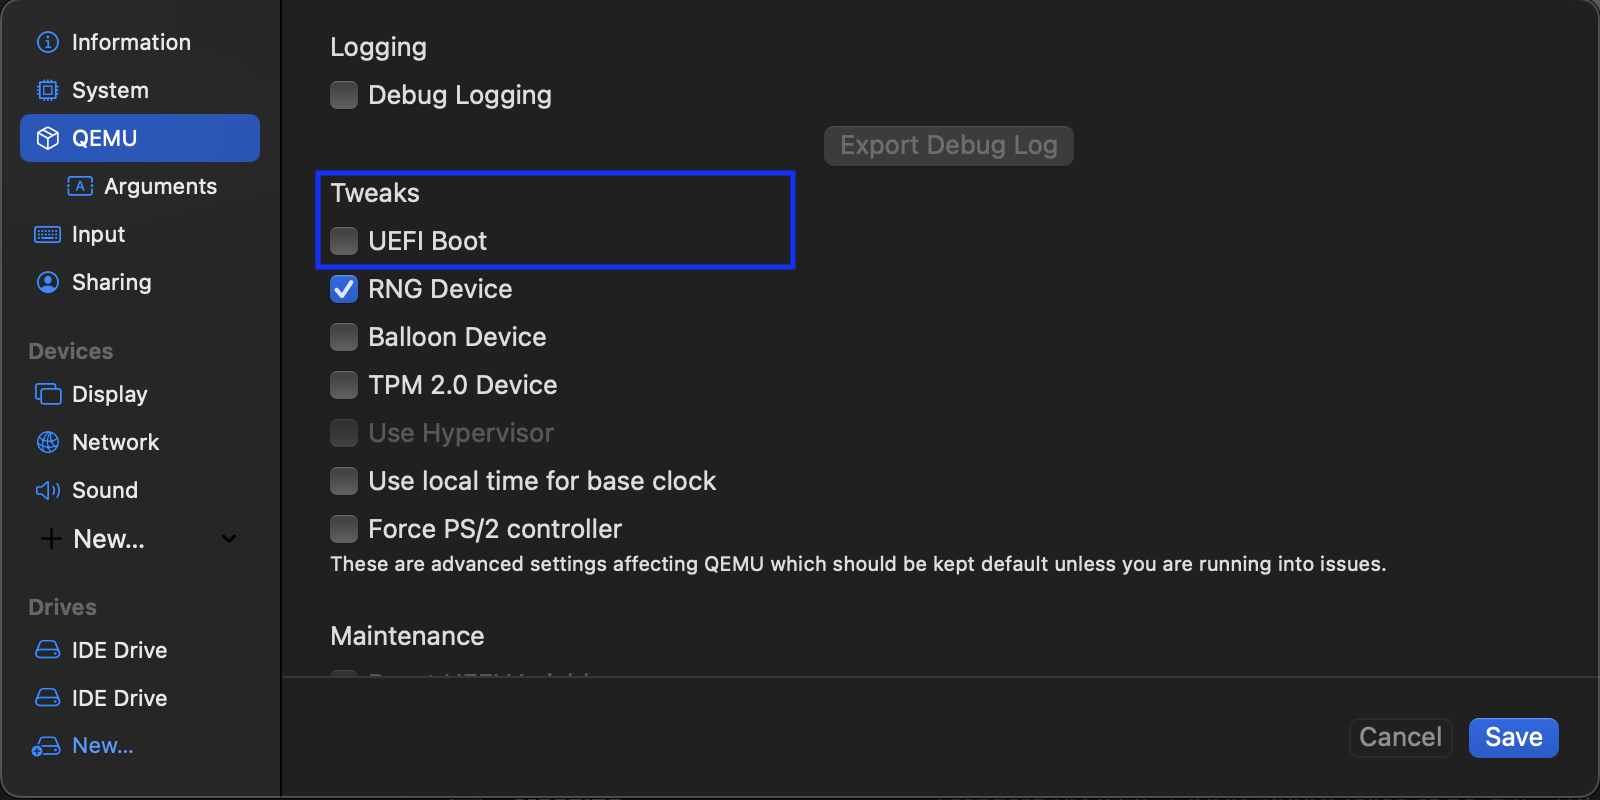 Information
System
QEMU
Arguments
Input
Sharing
Devices
Display
Network
Sound
New...
Drives
IDE Drive
IDE Drive
New...
Logging
Debug Logging
Export Debug Log
Tweaks
UEFI Boot
RNG Device
Balloon Device
TPM 2.0 Device
Use Hypervisor
Use local time for base clock
Force PS/2 controller
These are advanced settings affecting QEMU which should be kept default unless you are running into issues.
Maintenance
Cancel
Save